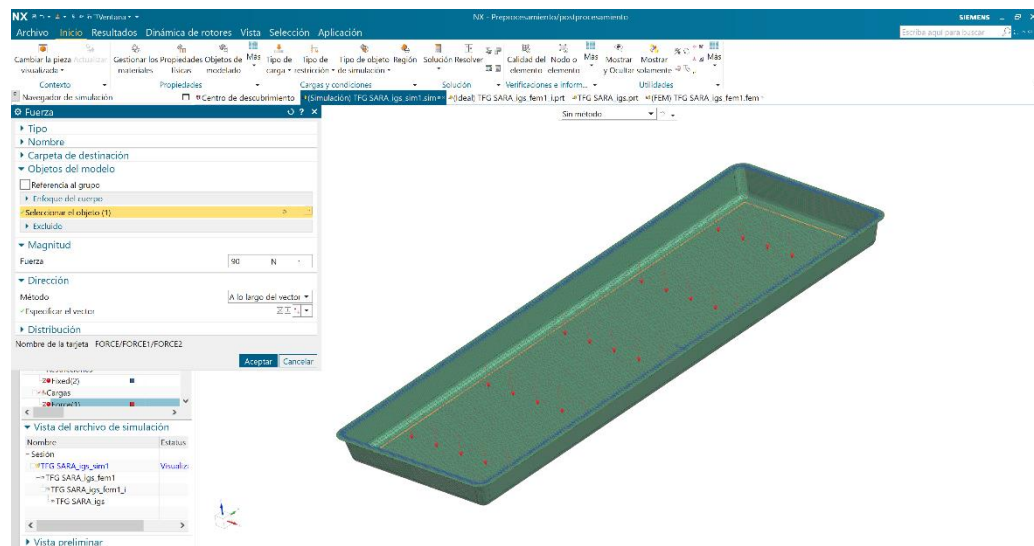 NX
Ventana
NX - Preprocesamiento/postprocesamiento
SIEMENS
Archivo Inicio Resultados Dinámica de rotores Vista Selección Aplicación
Escribe aquí para buscar
Cambiar la pieza visualizada
Actualizar
Gestionar los materiales
Propiedades físicas
Objetos de modelado
Más
Tipo de carga
Tipo de restricción
Tipo de objeto de simulación
Región
Solución
Resolver
Calidad del elemento
Nodo o elemento
Más
Mostrar y Ocultar
Mostrar solamente
Más
Contexto
Propiedades
Cargas y condiciones
Solución
Verificaciones e inform...
Utilidades
Navegador de simulación
Centro de descubrimiento
(Simulación) TFG SARA_igs_sim1.sim
(Ideal) TFG SARA_igs_fem1_i.prt
TFG SARA_igs.prt
(FEM) TFG SARA_igs_fem1.fem
Fuerza
Sin método
Tipo
Nombre
Carpeta de destinación
Objetos del modelo
Referencia al grupo
Enfoque del cuerpo
Seleccionar el objeto (1)
Excluido
Magnitud
Fuerza 90 N
Dirección
Método A lo largo del vector
Especificar el vector
Distribución
Nombre de la tarjeta FORCE/FORCE1/FORCE2
Aceptar Cancelar
Restricciones
Fixed(2)
Cargas
Force(1)
Vista del archivo de simulación
Nombre Estatus
Sesión
TFG SARA_igs_sim1 Visualiz
TFG SARA_igs_fem1
TFG SARA_igs_fem1_i
TFG SARA_igs
Vista preliminar